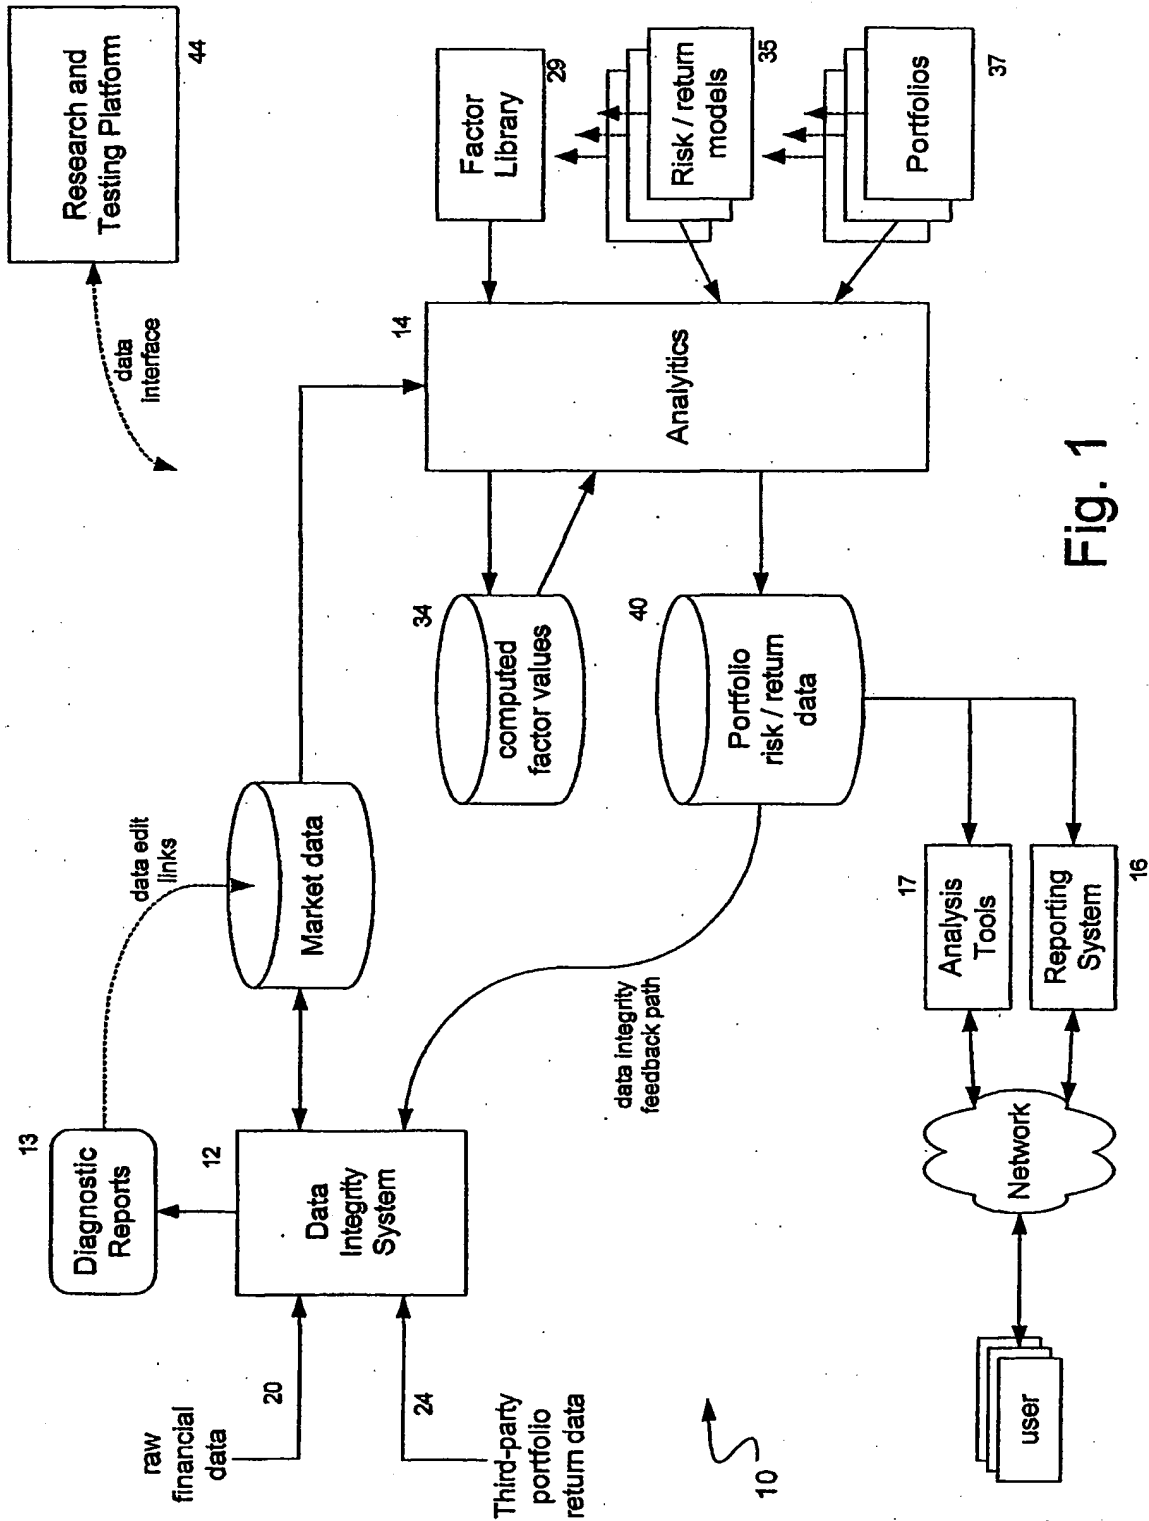 Research and
Testing Platform
44
data
interface
Factor
Library
29
Risk / return
models
35
Portfolios
37
14
Analyitics
34
computed
factor values
40
Portfolio
risk / return
data
data edit
links
Market data
13
Diagnostic
Reports
12
Data
Integrity
System
data integrity
feedback path
raw
financial
data
20
24
Third-party
portfolio
return data
17
Analysis
Tools
Reporting
System
16
Network
user
10
Fig. 1